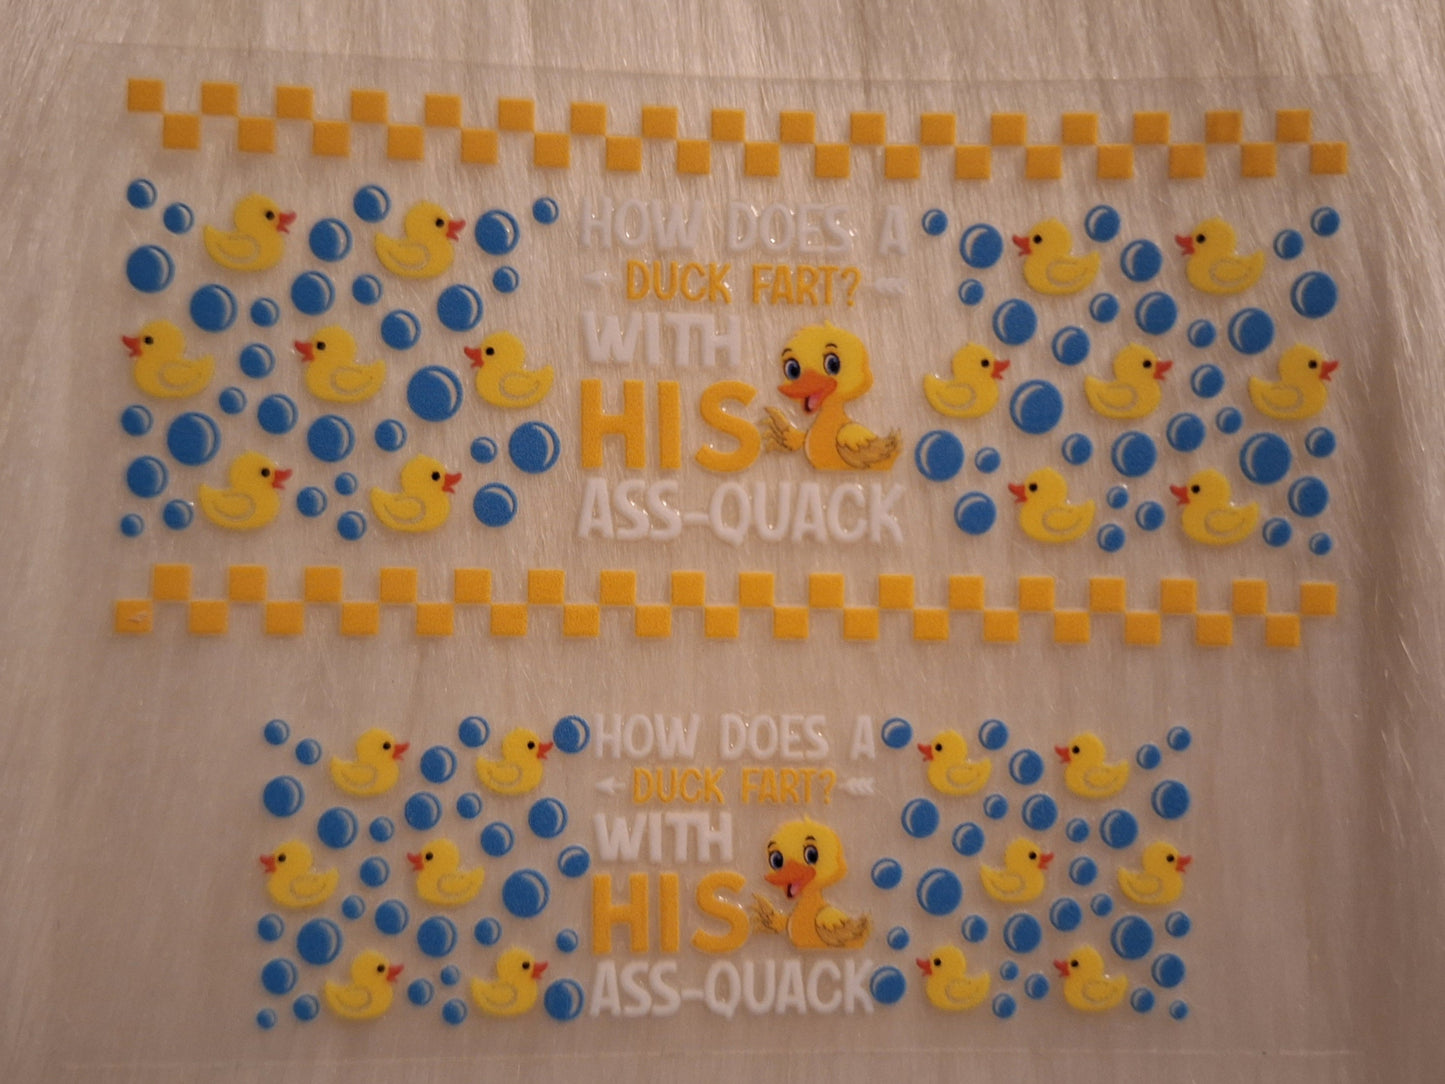 HOW DOES A
DUCK FART?
WITH
HIS
ASS-QUACK
HOW DOES A
DUCK FART?
WITH
HIS
ASS-QUACK